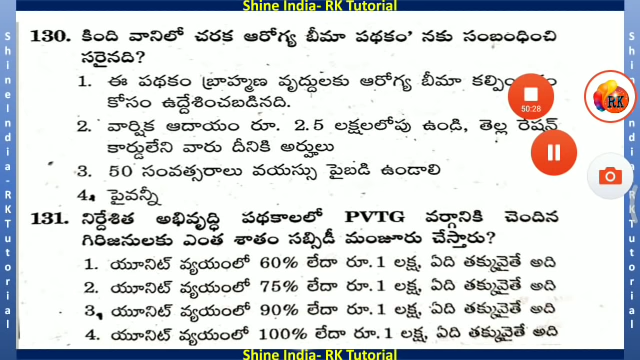 Shine India- RK Tutorial
130. కింది వానిలో చరక ఆరోగ్య బీమా పథకం' నకు సంబంధించి
సరైనది?
1. ఈ పథకం బ్రాహ్మణ వృద్ధులకు ఆరోగ్య బీమా
కోసం ఉద్దేశించబడినది.
2. వార్షిక ఆదాయం రూ. 2.5 లక్షలలోపు ఉండి, తెల్ల రేషన్
కార్డులేని వారు దీనికి అర్హులు
3. 50 సంవత్సరాలు వయస్సు పైబడి ఉండాలి
4. పైవన్నీ
131. నిర్దేశిత అభివృద్ధి పథకాలలో PVTG వర్గానికి చెందిన
గిరిజనులకు ఎంత శాతం సబ్సిడీ మంజూరు చేస్తారు?
1. యూనిట్ వ్యయంలో 60% లేదా రూ.1 లక్ష, ఏది తక్కువైతే అది
2. యూనిట్ వ్యయంలో 75% లేదా రూ.1 లక్ష, ఏది తక్కువైతే అది
3. యూనిట్ వ్యయంలో 90% లేదా రూ.1 లక్ష, ఏది తక్కువైతే అది
4. యూనిట్ వ్యయంలో 100% లేదా రూ.1 లక్ష, ఏది తక్కువైతే అది
50:28
RK
Shine India-RK Tutorial
Shine India-RK Tutorial
Shine India- RK Tutorial